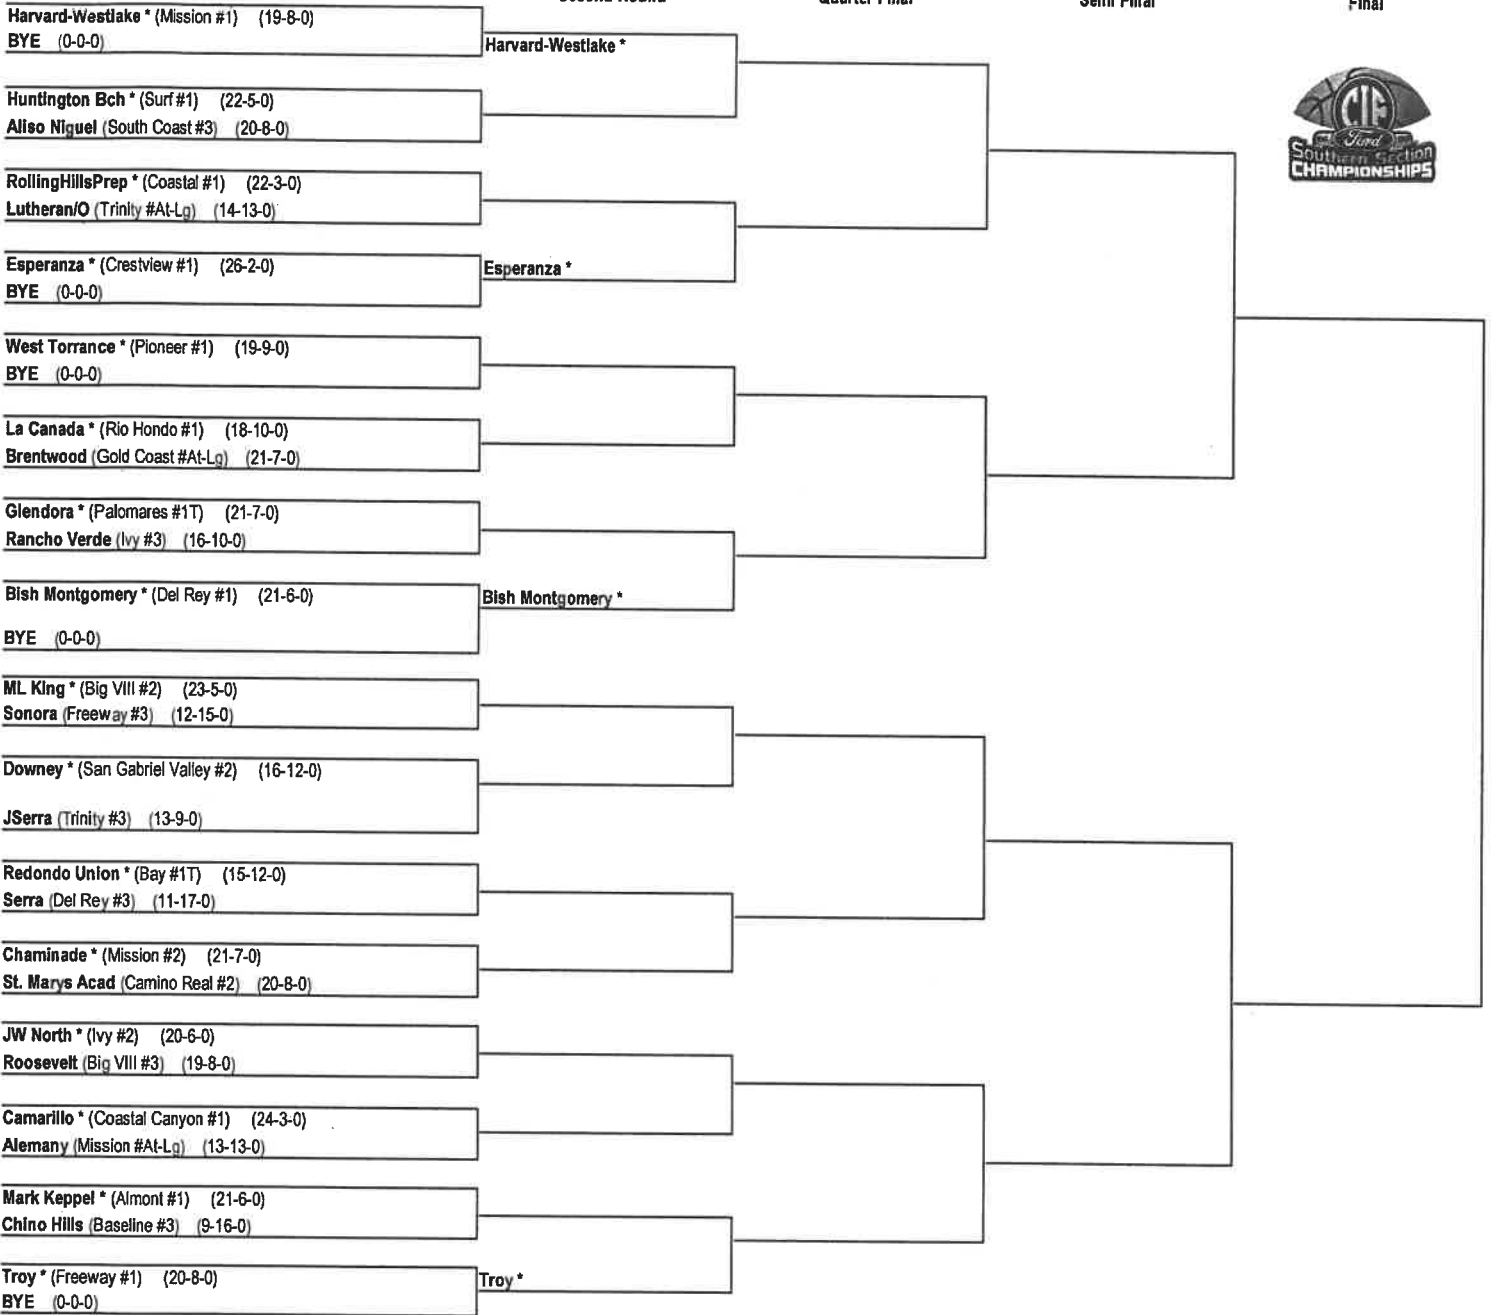 Second Round Quarter Final Semi Final Final
Harvard-Westlake * (Mission #1) (19-8-0)
BYE (0-0-0)
Harvard-Westlake *
Huntington Bch * (Surf #1) (22-5-0)
Aliso Niguel (South Coast #3) (20-8-0)
RollingHillsPrep * (Coastal #1) (22-3-0)
Lutheran/O (Trinity #At-Lg) (14-13-0)
Esperanza * (Crestview #1) (26-2-0)
BYE (0-0-0)
Esperanza *
West Torrance * (Pioneer #1) (19-9-0)
BYE (0-0-0)
La Canada * (Rio Hondo #1) (18-10-0)
Brentwood (Gold Coast #At-Lg) (21-7-0)
Glendora * (Palomares #1T) (21-7-0)
Rancho Verde (Ivy #3) (16-10-0)
Bish Montgomery * (Del Rey #1) (21-6-0)
BYE (0-0-0)
Bish Montgomery *
ML King * (Big VIII #2) (23-5-0)
Sonora (Freeway #3) (12-15-0)
Downey * (San Gabriel Valley #2) (16-12-0)
JSerra (Trinity #3) (13-9-0)
Redondo Union * (Bay #1T) (15-12-0)
Serra (Del Rey #3) (11-17-0)
Chaminade * (Mission #2) (21-7-0)
St. Marys Acad (Camino Real #2) (20-8-0)
JW North * (Ivy #2) (20-6-0)
Roosevelt (Big VIII #3) (19-8-0)
Camarillo * (Coastal Canyon #1) (24-3-0)
Alemany (Mission #At-Lg) (13-13-0)
Mark Keppel * (Almont #1) (21-6-0)
Chino Hills (Baseline #3) (9-16-0)
Troy * (Freeway #1) (20-8-0)
BYE (0-0-0)
Troy *
CIF
Ford
Southern Section
CHAMPIONSHIPS